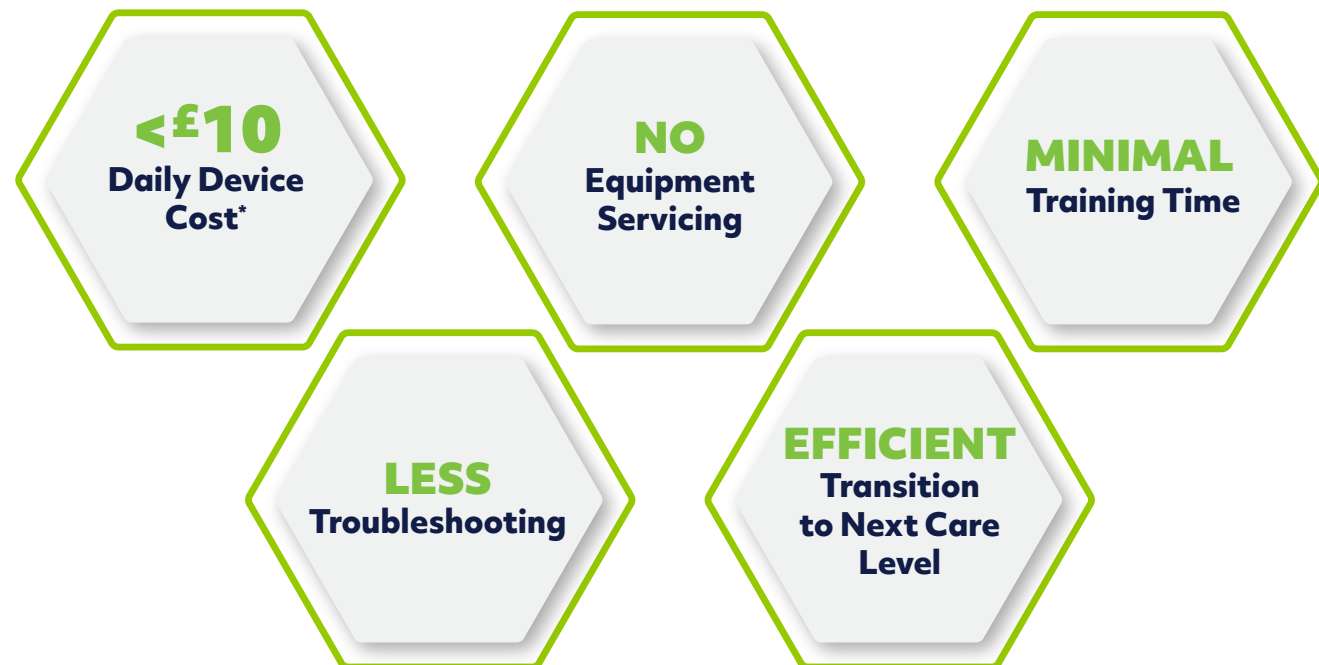 <£10
Daily Device
Cost*
NO
Equipment
Servicing
MINIMAL
Training Time
LESS
Troubleshooting
EFFICIENT
Transition
to Next Care
Level